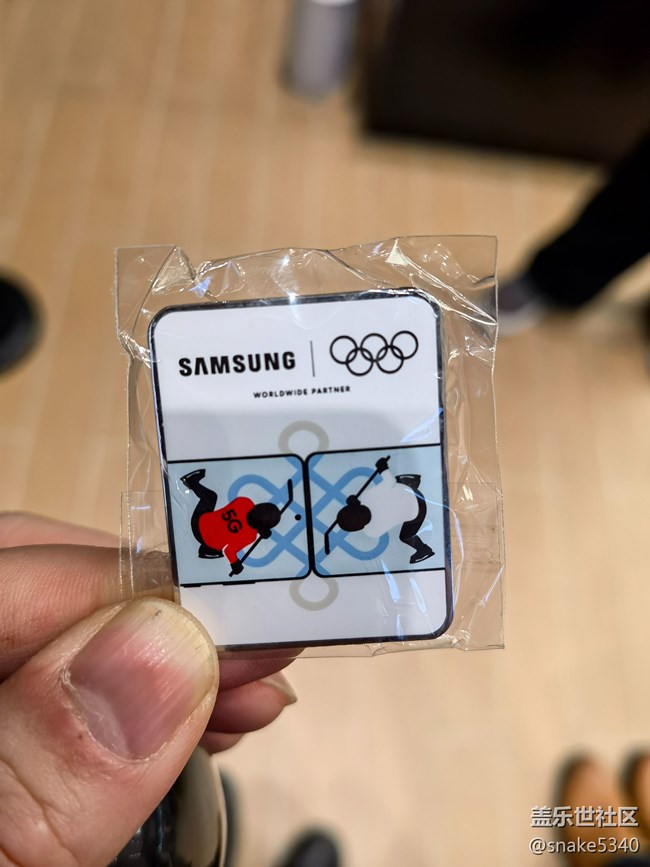 SAMSUNG
WORLDWIDE PARTNER
5G
盖乐世社区
@snake5340